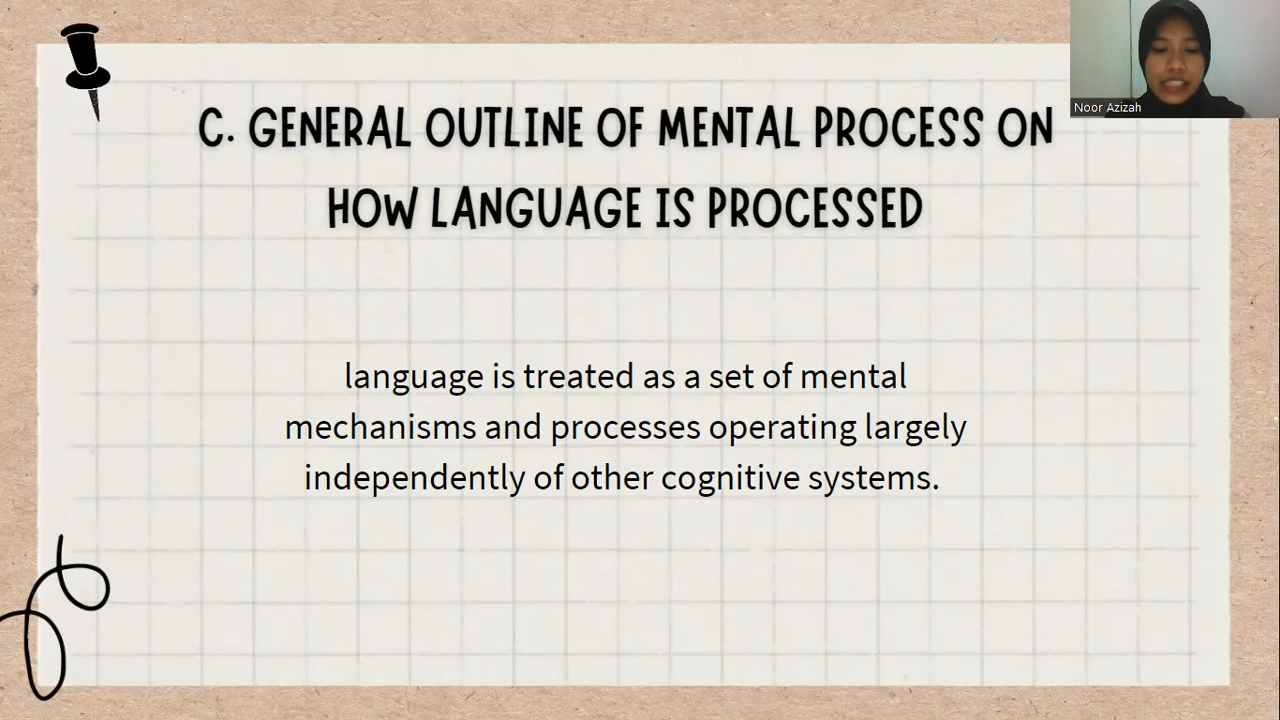 Noor Azizah
C. GENERAL OUTLINE OF MENTAL PROCESS ON
HOW LANGUAGE IS PROCESSED
language is treated as a set of mental
mechanisms and processes operating largely
independently of other cognitive systems.